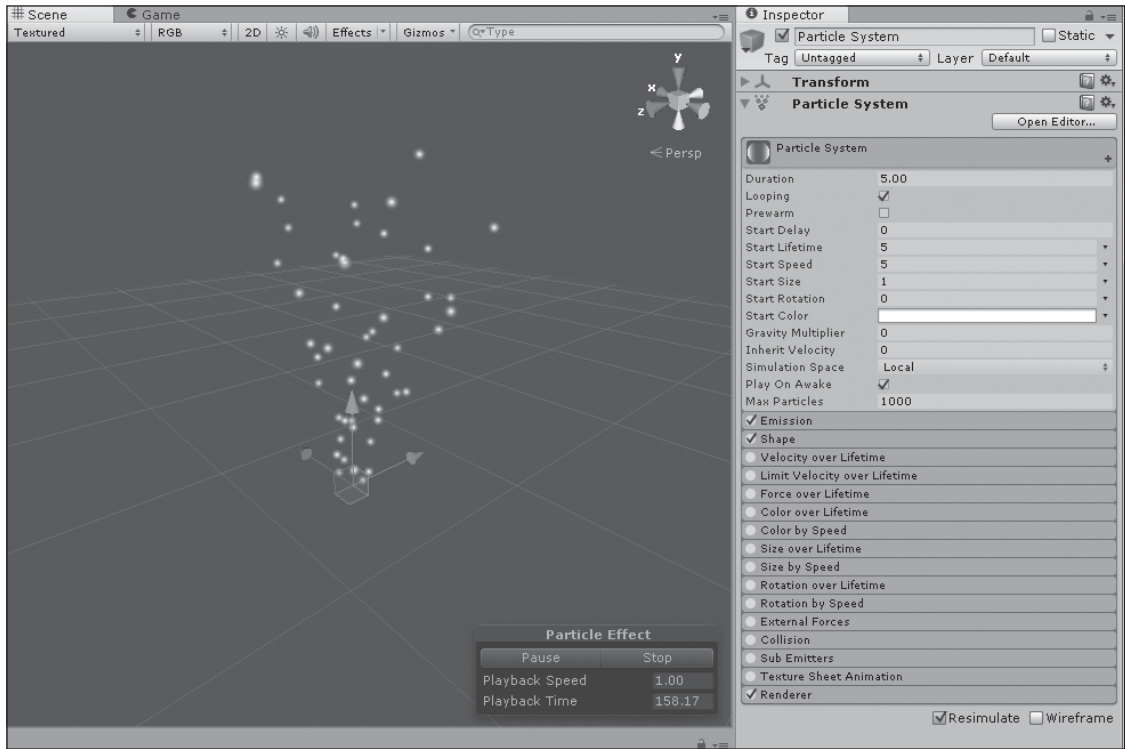 Scene
Game
Textured
RGB
2D
Effects
Gizmos
Type
y
x
z
Persp
Particle Effect
Pause
Stop
Playback Speed
1.00
Playback Time
158.17
Inspector
Particle System
Static
Tag Untagged
Layer Default
Transform
Particle System
Open Editor...
Particle System
Duration 5.00
Looping
Prewarm
Start Delay 0
Start Lifetime 5
Start Speed 5
Start Size 1
Start Rotation 0
Start Color
Gravity Multiplier 0
Inherit Velocity 0
Simulation Space Local
Play On Awake
Max Particles 1000
Emission
Shape
Velocity over Lifetime
Limit Velocity over Lifetime
Force over Lifetime
Color over Lifetime
Color by Speed
Size over Lifetime
Size by Speed
Rotation over Lifetime
Rotation by Speed
External Forces
Collision
Sub Emitters
Texture Sheet Animation
Renderer
Resimulate Wireframe